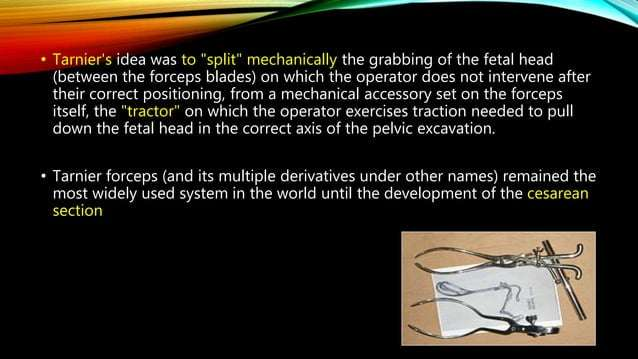 • Tarnier's idea was to "split" mechanically the grabbing of the fetal head
(between the forceps blades) on which the operator does not intervene after
their correct positioning, from a mechanical accessory set on the forceps
itself, the "tractor" on which the operator exercises traction needed to pull
down the fetal head in the correct axis of the pelvic excavation.
• Tarnier forceps (and its multiple derivatives under other names) remained the
most widely used system in the world until the development of the cesarean
section